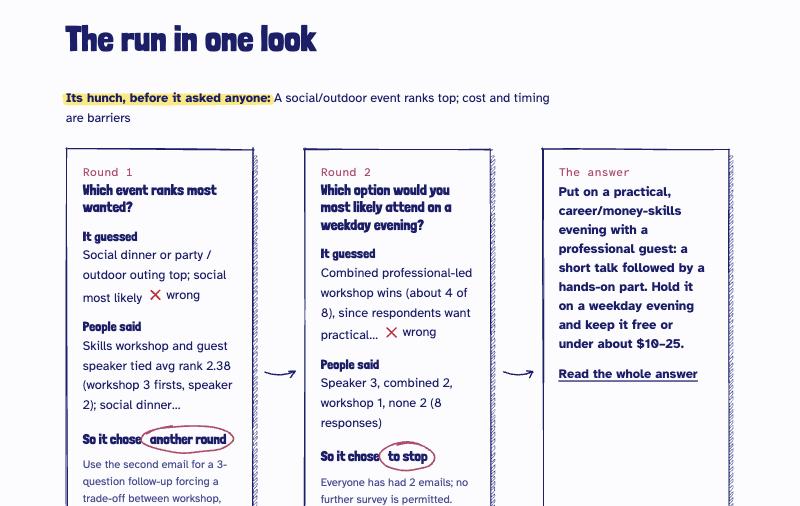 The run in one look
Its hunch, before it asked anyone: A social/outdoor event ranks top; cost and timing
are barriers
Round 1
Which event ranks most
wanted?
It guessed
Social dinner or party /
outdoor outing top; social
most likely ✕ wrong
People said
Skills workshop and guest
speaker tied avg rank 2.38
(workshop 3 firsts, speaker
2); social dinner...
So it chose another round
Use the second email for a 3-
question follow-up forcing a
trade-off between workshop,
Round 2
Which option would you
most likely attend on a
weekday evening?
It guessed
Combined professional-led
workshop wins (about 4 of
8), since respondents want
practical... ✕ wrong
People said
Speaker 3, combined 2,
workshop 1, none 2 (8
responses)
So it chose to stop
Everyone has had 2 emails; no
further survey is permitted.
The answer
Put on a practical,
career/money-skills
evening with a
professional guest: a
short talk followed by a
hands-on part. Hold it
on a weekday evening
and keep it free or
under about $10–25.
Read the whole answer